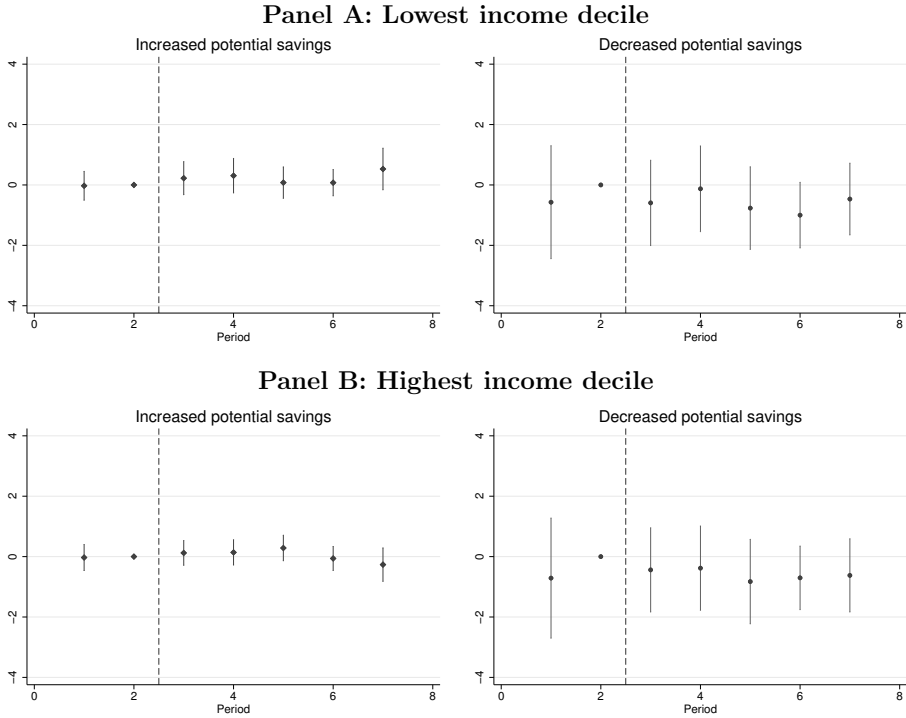 Panel A: Lowest income decile
Increased potential savings
4
2
0
−2
−4
0 2 4 6 8
Period
Decreased potential savings
4
2
0
−2
−4
0 2 4 6 8
Period
Panel B: Highest income decile
Increased potential savings
4
2
0
−2
−4
0 2 4 6 8
Period
Decreased potential savings
4
2
0
−2
−4
0 2 4 6 8
Period